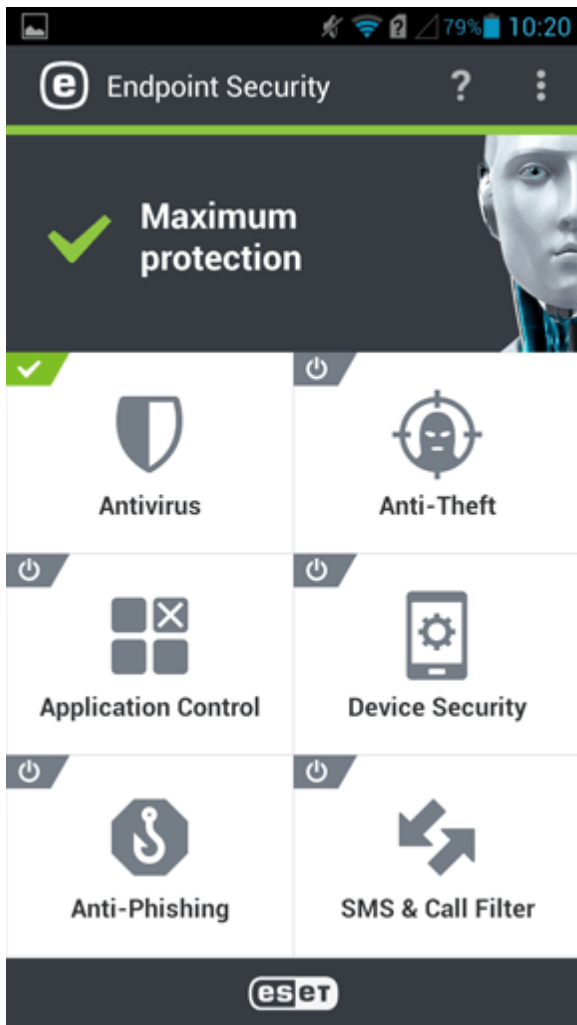 79% 10:20
e Endpoint Security ?
Maximum
protection
Antivirus
Anti-Theft
Application Control
Device Security
Anti-Phishing
SMS & Call Filter
eseT